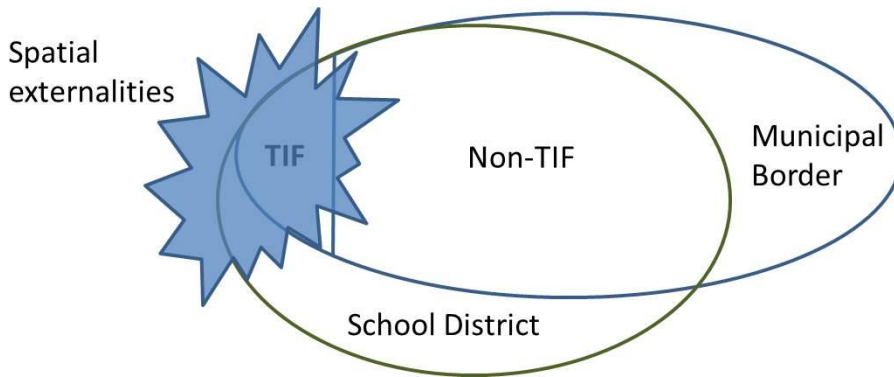 Spatial
externalities
TIF
Non-TIF
Municipal
Border
School District